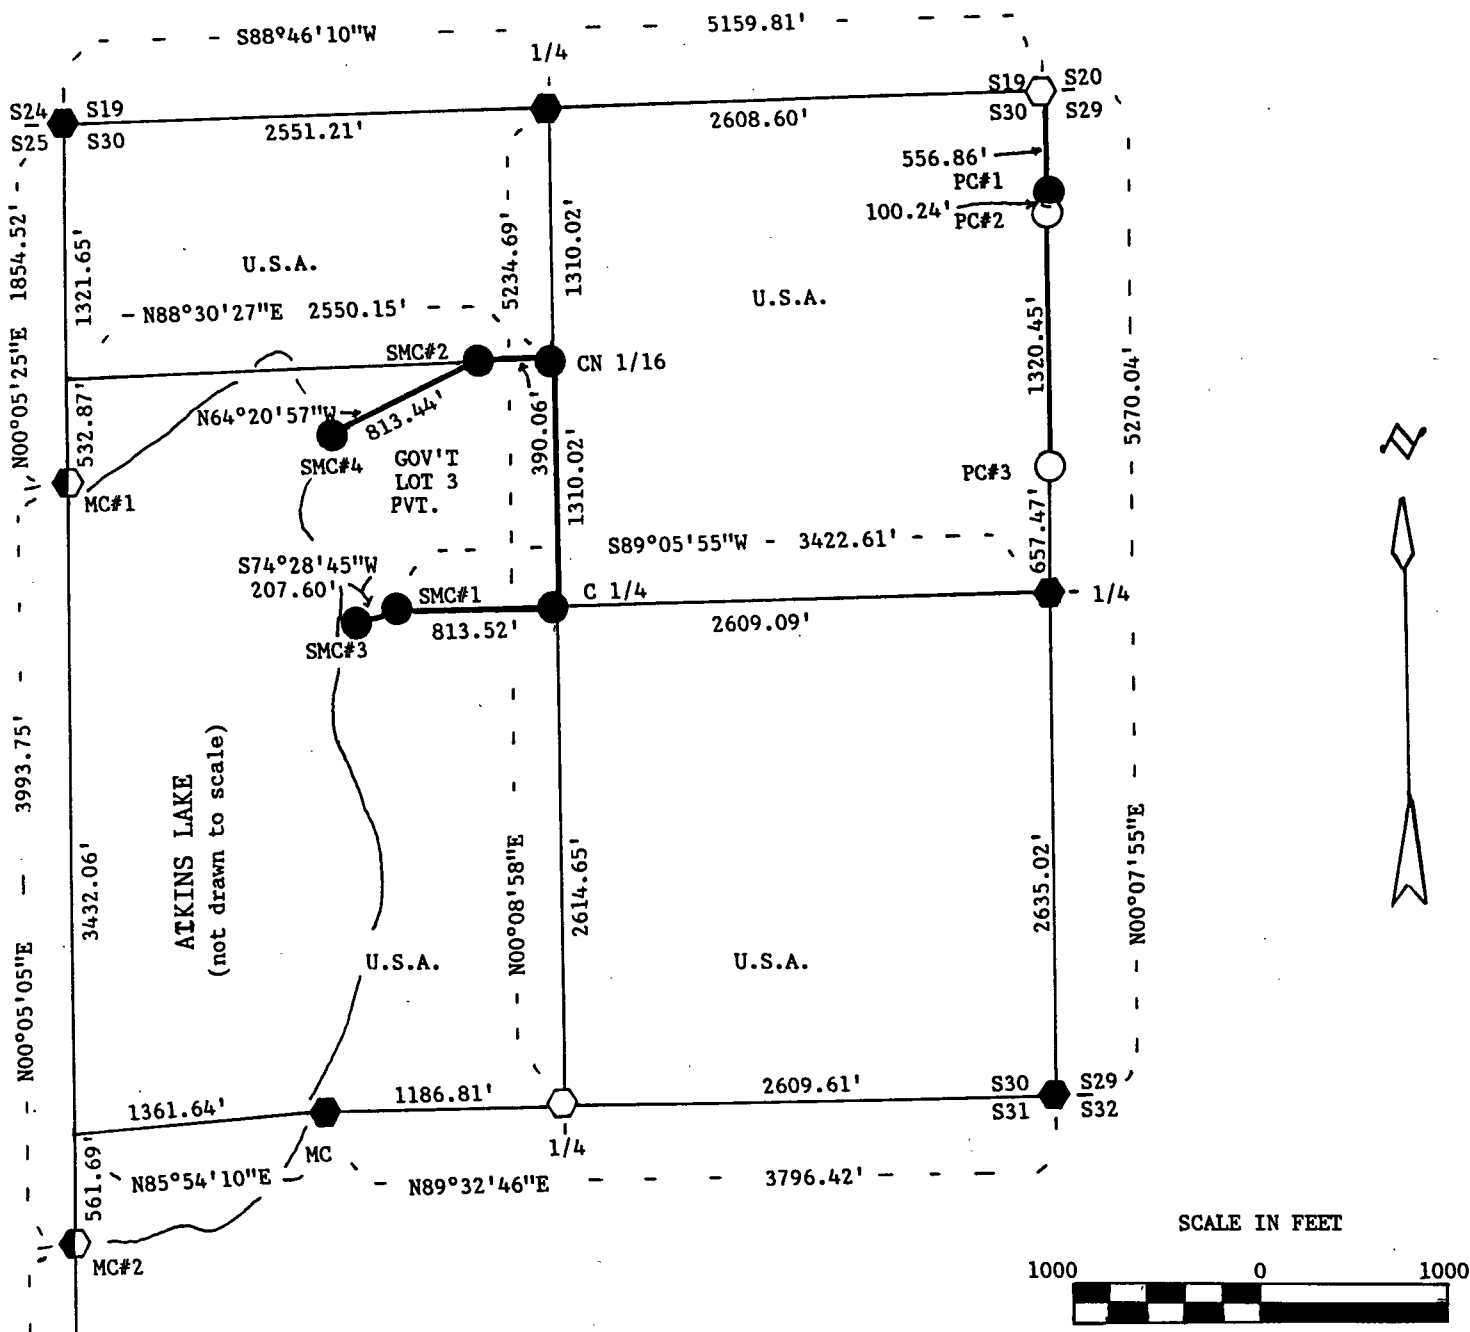 S88°46'10"W 5159.81'
1/4
S24 S19
S25 S30
S19 S20
S30 S29
2551.21'
2608.60'
556.86'
PC#1
100.24'
PC#2
N00°05'25"E 1854.52'
1321.65'
5234.69'
1310.02'
U.S.A.
U.S.A.
N88°30'27"E 2550.15'
SMC#2
CN 1/16
1320.45'
5270.04'
N64°20'57"W
813.44'
390.06'
532.87'
SMC#4
GOV'T
LOT 3
PVT.
1310.02'
PC#3
MC#1
657.47'
N
S89°05'55"W - 3422.61'
S74°28'45"W
207.60'
SMC#1
C 1/4
1/4
813.52'
2609.09'
SMC#3
N00°05'05"E — 3993.75'
3432.06'
ATKINS LAKE
(not drawn to scale)
N00°08'58"E
2614.65'
2635.02'
N00°07'55"E
U.S.A.
U.S.A.
1361.64'
1186.81'
2609.61'
S30 S29
S31 S32
MC
1/4
561.69'
N85°54'10"E
N89°32'46"E
3796.42'
MC#2
SCALE IN FEET
1000 0 1000